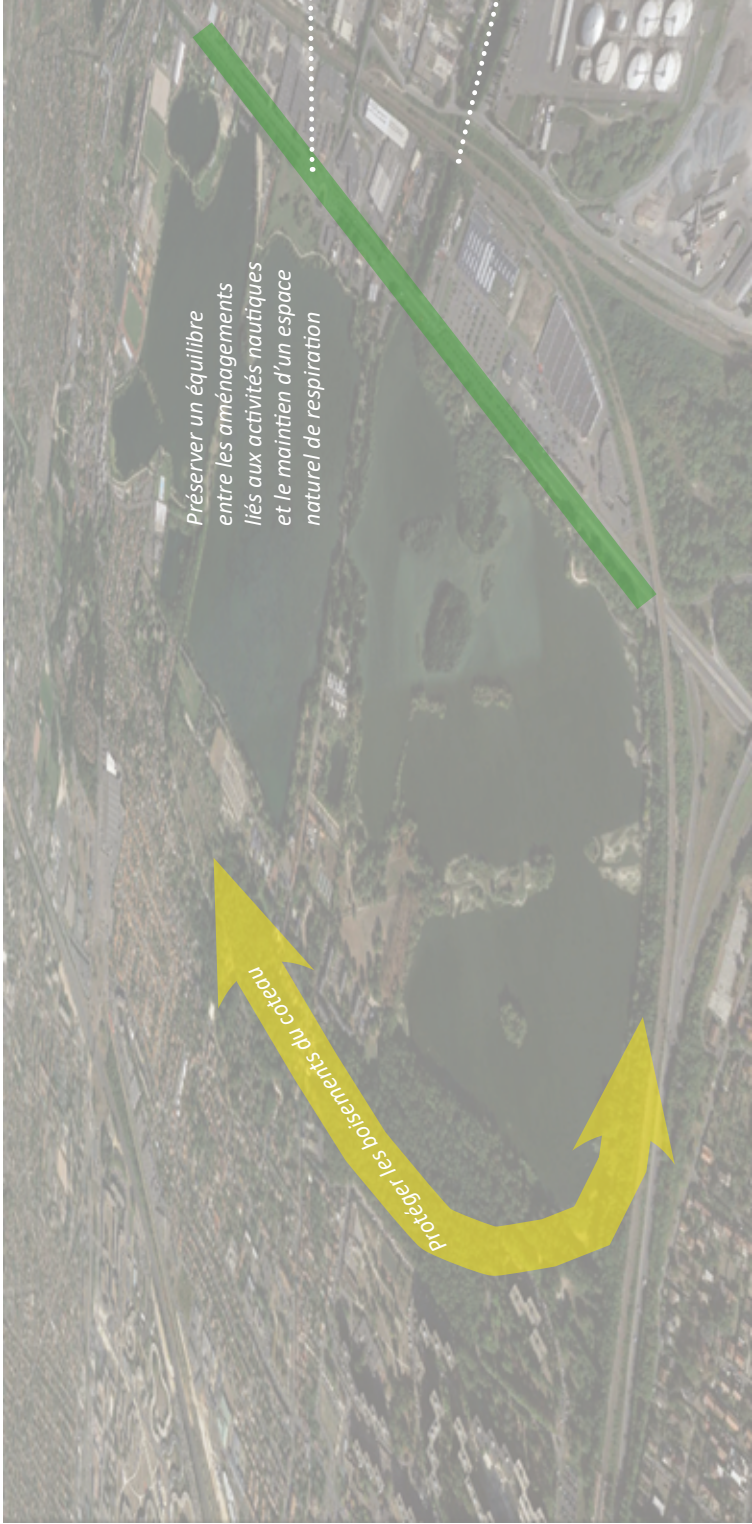 Préserver un équilibre
entre les aménagements
liés aux activités nautiques
et le maintien d'un espace
naturel de respiration
Protéger les boisements du coteau